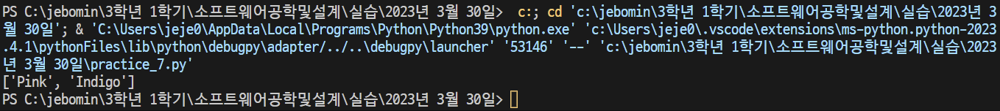 PS C:\jebomin\3학년 1학기\소프트웨어공학및설계\실습\2023년 3월 30일>  c:; cd 'c:\jebomin\3학년 1학기\소프트웨어공학및설계\실습\2023년 3
월 30일'; & 'C:\Users\jeje0\AppData\Local\Programs\Python\Python39\python.exe' 'c:\Users\jeje0\.vscode\extensions\ms-python.python-2023
.4.1\pythonFiles\lib\python\debugpy\adapter/../..\debugpy\launcher' '53146' '--' 'c:\jebomin\3학년 1학기\소프트웨어공학및설계\실습\2023
년 3월 30일\practice_7.py'
['Pink', 'Indigo']
PS C:\jebomin\3학년 1학기\소프트웨어공학및설계\실습\2023년 3월 30일>